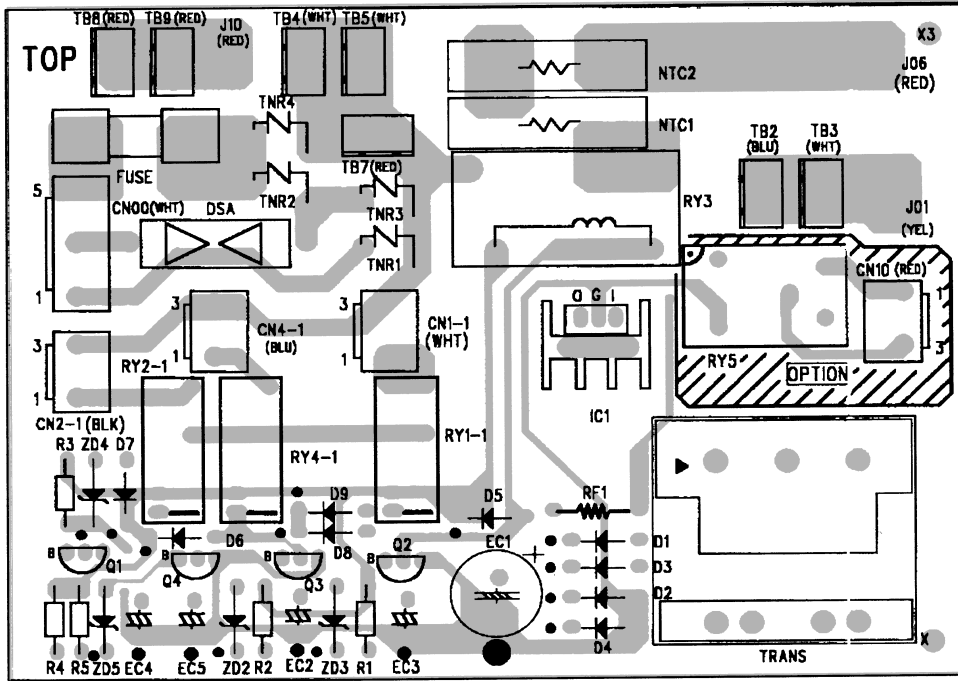 TB8(RED) TB9(RED) J10 (RED) TB4(WHT) TB5(WHT) X3
TOP
NTC2 J06 (RED)
TNR4 NTC1
TB7(RED) TB2 (BLU) TB3 (WHT)
FUSE TNR2
5 CN00(WHT) DSA TNR3 RY3 J01 (YEL)
TNR1
CN10 (RED)
1 3 3 O G I 1
3 CN4-1 (BLU) CN1-1 (WHT) 3
RY2-1 1 1 RY5
OPTION
1
CN2-1(BLK) IC1
R3 ZD4 D7 RY4-1 RY1-1
D9 D5 RF1
B Q1 D6 B D8 Q2 EC1 + D1
B Q4 Q3 B D3
D2
D4
R4 R5 ZD5 EC4 EC5 ZD2 R2 EC2 ZD3 R1 EC3 TRANS X